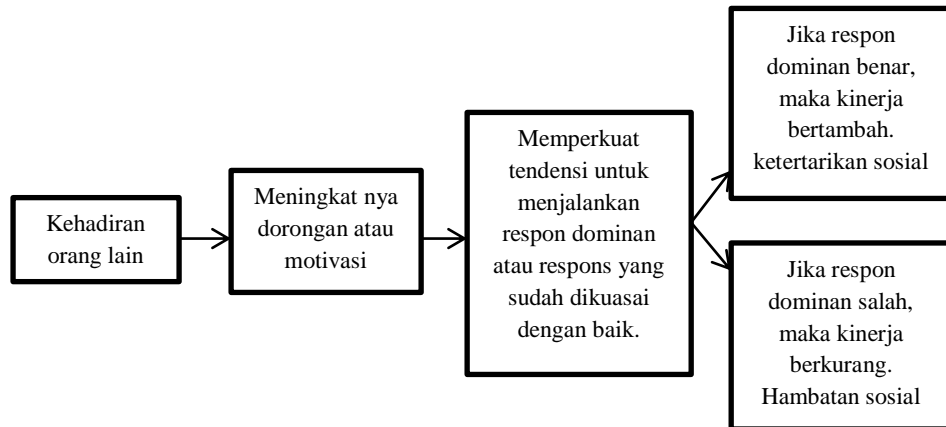 Kehadiran
orang lain
Meningkat nya
dorongan atau
motivasi
Memperkuat
tendensi untuk
menjalankan
respon dominan
atau respons yang
sudah dikuasai
dengan baik.
Jika respon
dominan benar,
maka kinerja
bertambah.
ketertarikan sosial
Jika respon
dominan salah,
maka kinerja
berkurang.
Hambatan sosial